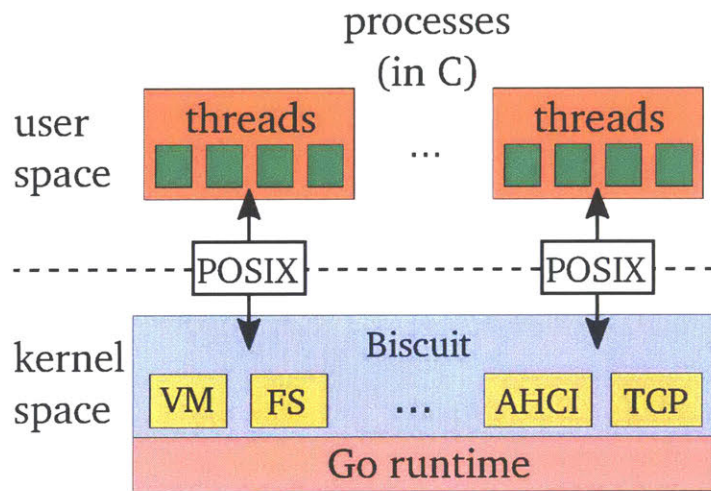 processes
(in C)
user
space
threads
...
threads
POSIX
POSIX
kernel
space
Biscuit
VM
FS
...
AHCI
TCP
Go runtime